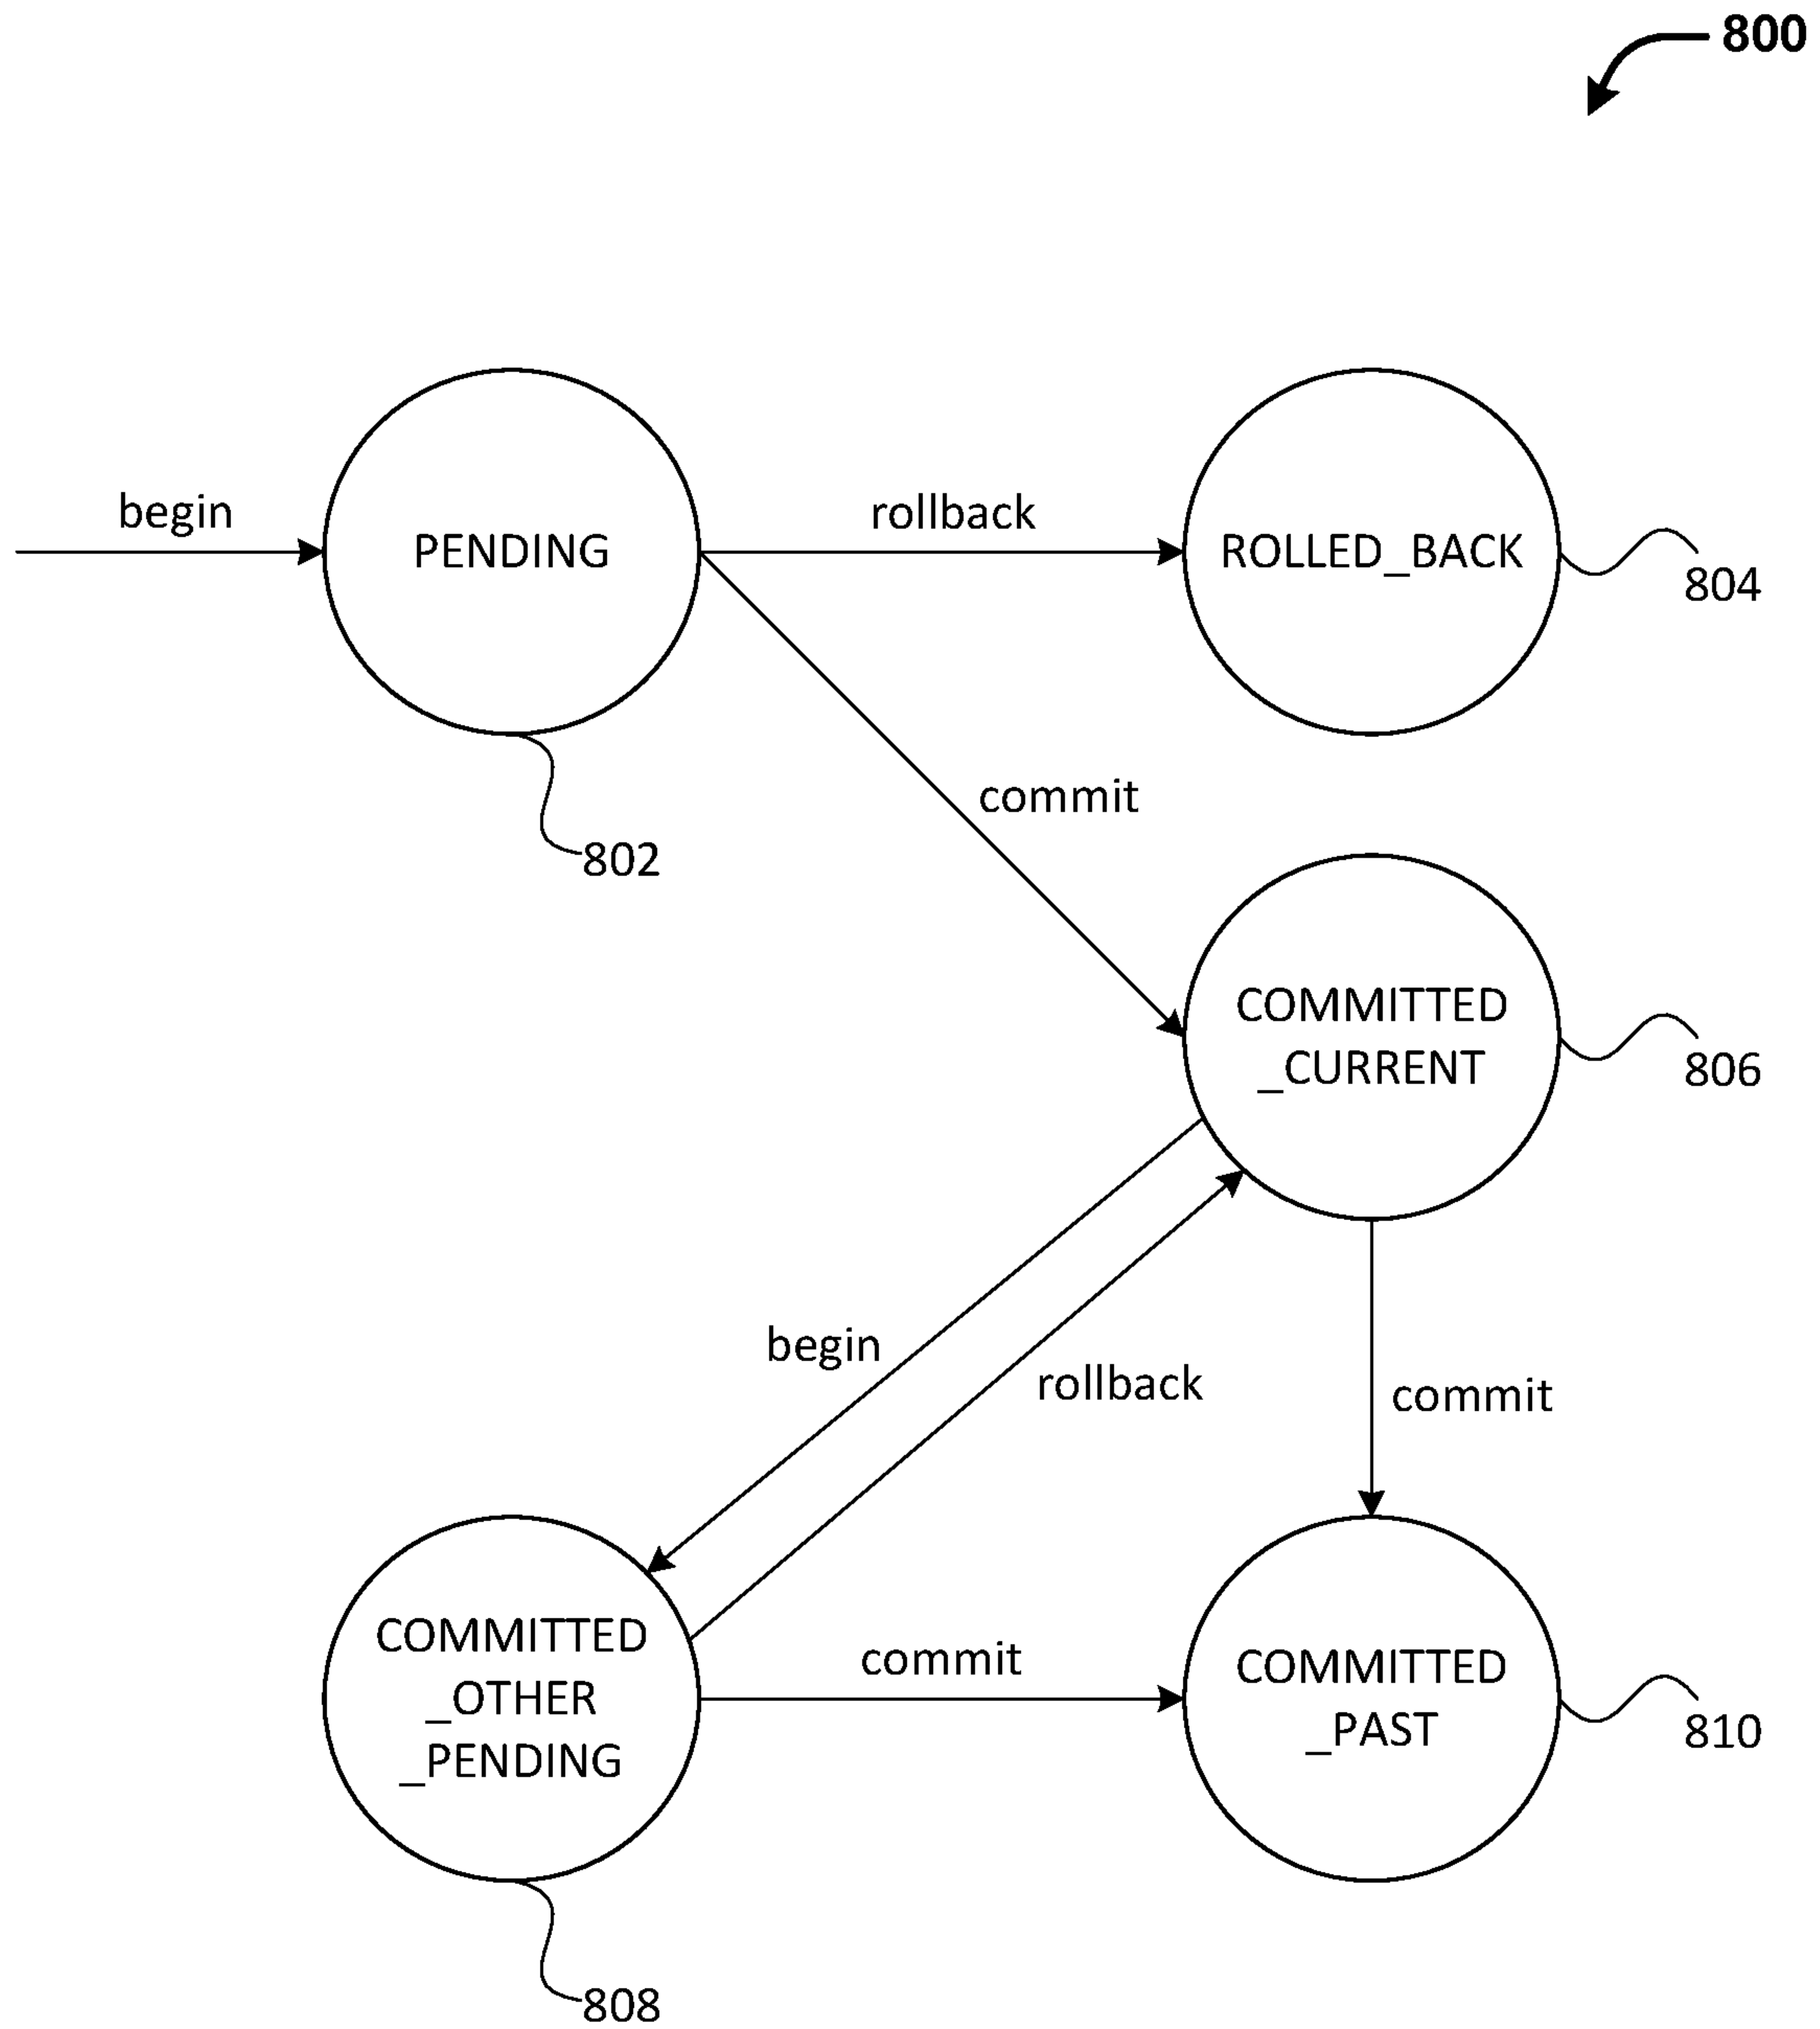 800
begin
PENDING
rollback
ROLLED_BACK
804
commit
802
COMMITTED
_CURRENT
806
begin
rollback
commit
COMMITTED
_OTHER
_PENDING
commit
COMMITTED
_PAST
810
808